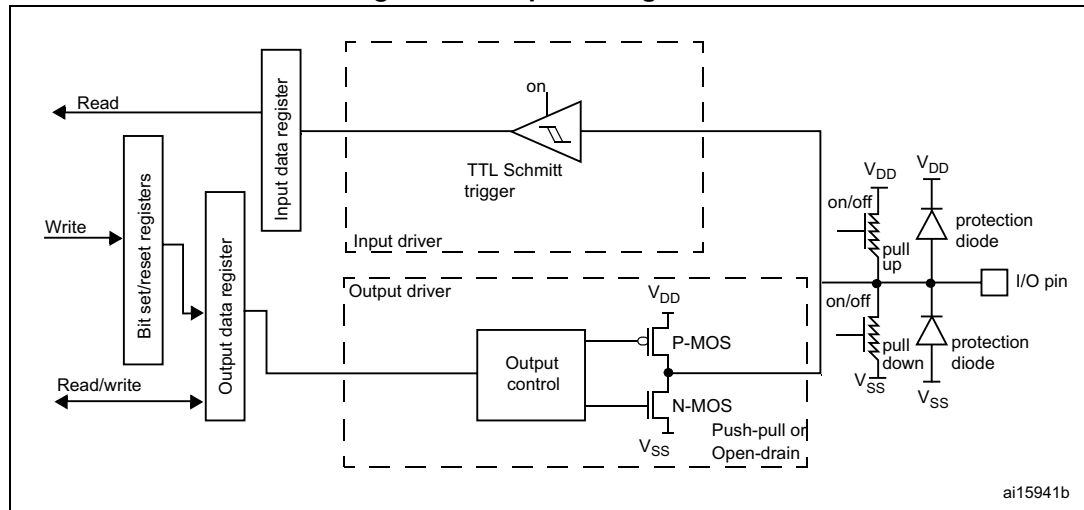 on
Read
Input data register
TTL Schmitt
trigger
Input driver
Bit set/reset registers
Write
Output data register
Read/write
Output driver
VDD
P-MOS
Output
control
N-MOS
VSS
Push-pull or
Open-drain
VDD
on/off
pull
up
VDD
protection
diode
I/O pin
on/off
pull
down
VSS
protection
diode
VSS
ai15941b